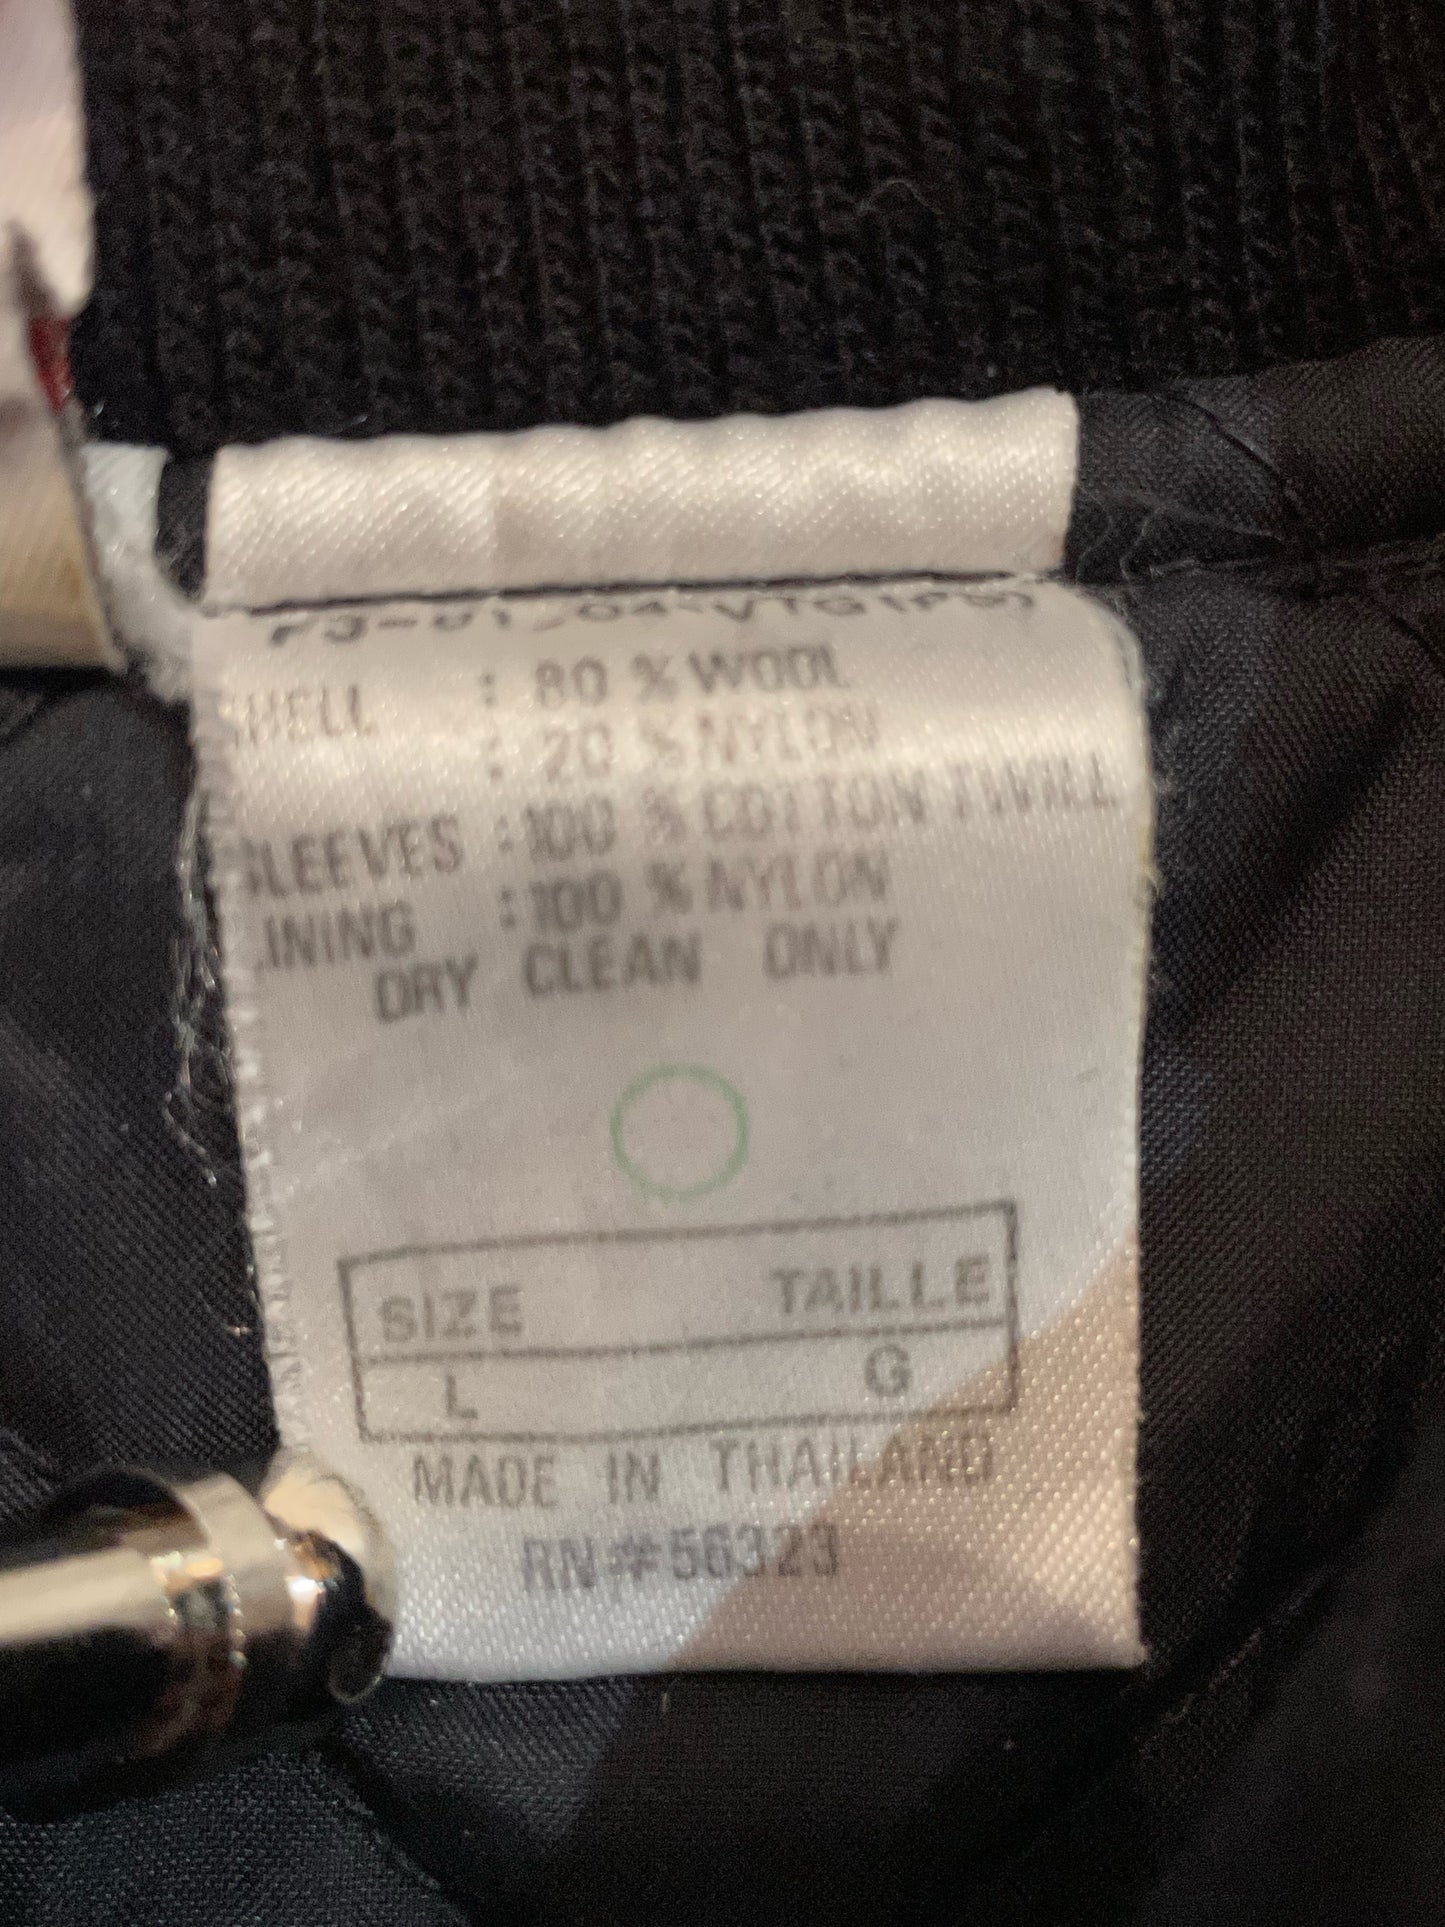 SHELL : 80 % WOOL
: 20 % NYLON
SLEEVES : 100 % COTTON TWILL
LINING : 100 % NYLON
DRY CLEAN ONLY
SIZE TAILLE
L G
MADE IN THAILAND
RN#56323